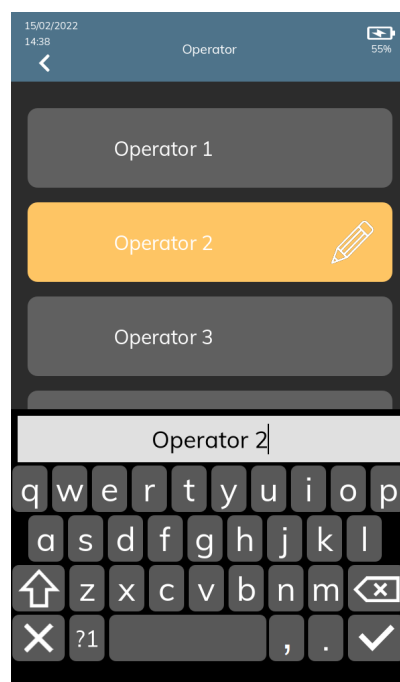 15/02/2022
14:38
Operator
55%
Operator 1
Operator 2
Operator 3
Operator 2
q w e r t y u i o p
a s d f g h j k l
z x c v b n m
?1 , .